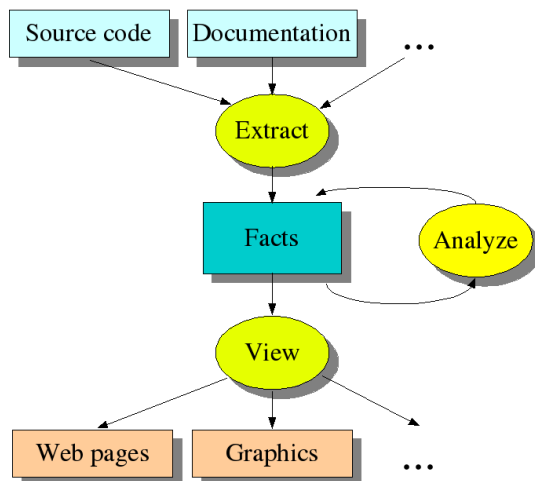 Source code
Documentation
...
Extract
Facts
Analyze
View
Web pages
Graphics
...